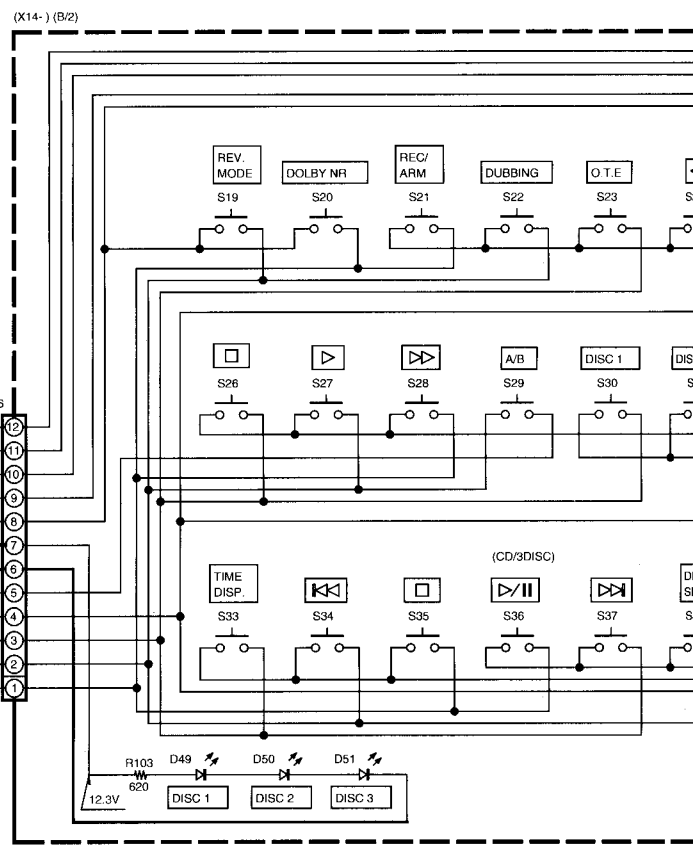 (X14- ) (B/2)
REV.
MODE
DOLBY NR
REC/
ARM
DUBBING
O.T.E
S19
S20
S21
S22
S23
A/B
DISC 1
DIS
S26
S27
S28
S29
S30
S
6
12
11
10
9
8
7
6
5
4
3
2
1
(CD/3DISC)
TIME
DISP.
S33
S34
S35
S36
S37
R103
620
D49
D50
D51
12.3V
DISC 1
DISC 2
DISC 3